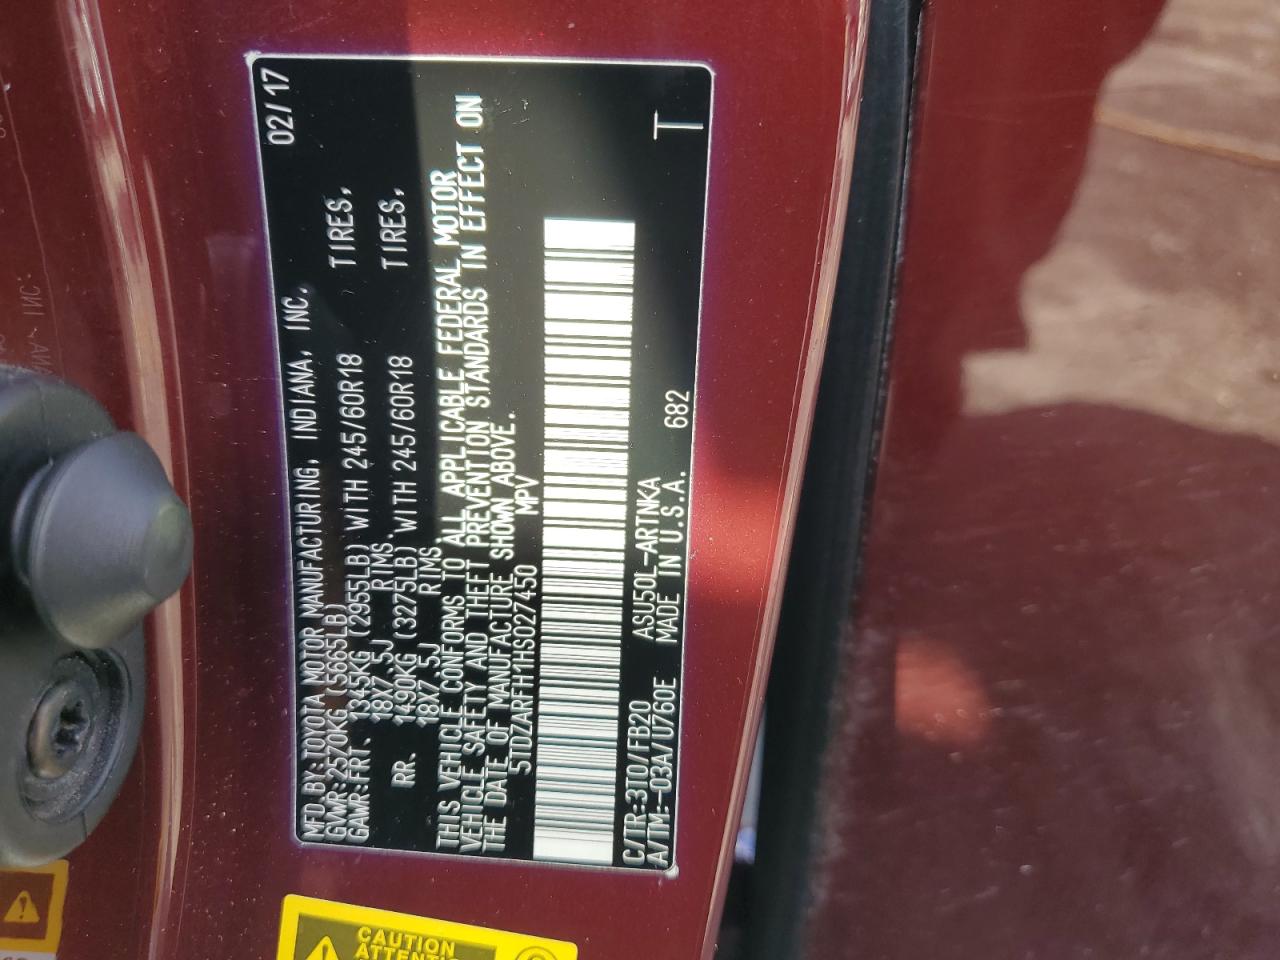 MFD. BY: TOYOTA MOTOR MANUFACTURING, INDIANA, INC. 02/17
GVWR: 2570KG (5665LB)
GAWR: FRT. 1345KG (2955LB) WITH 245/60R18 TIRES,
18X7.5J RIMS.
RR. 1490KG (3275LB) WITH 245/60R18 TIRES,
18X7.5J RIMS
THIS VEHICLE CONFORMS TO ALL APPLICABLE FEDERAL MOTOR
VEHICLE SAFETY AND THEFT PREVENTION STANDARDS IN EFFECT ON
THE DATE OF MANUFACTURE SHOWN ABOVE.
5TDZARFH1HS027450 MPV
C/TR: 3T0/FB20 ASU50L-ARTNKA
A/TM: -03A/U760E MADE IN U.S.A. 682 T
CAUTION